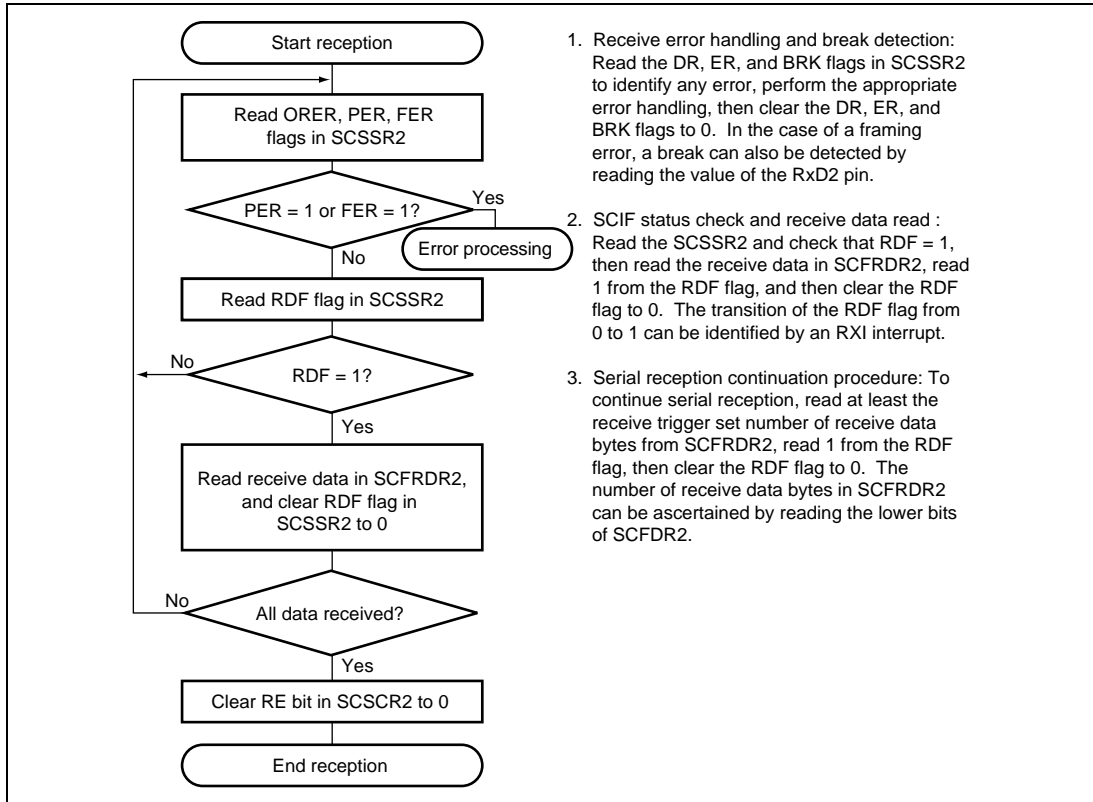 Start reception
Read ORER, PER, FER
flags in SCSSR2
PER = 1 or FER = 1?
Yes
Error processing
No
Read RDF flag in SCSSR2
No
RDF = 1?
Yes
Read receive data in SCFRDR2,
and clear RDF flag in
SCSSR2 to 0
No
All data received?
Yes
Clear RE bit in SCSCR2 to 0
End reception
1. Receive error handling and break detection:
Read the DR, ER, and BRK flags in SCSSR2
to identify any error, perform the appropriate
error handling, then clear the DR, ER, and
BRK flags to 0. In the case of a framing
error, a break can also be detected by
reading the value of the RxD2 pin.
2. SCIF status check and receive data read :
Read the SCSSR2 and check that RDF = 1,
then read the receive data in SCFRDR2, read
1 from the RDF flag, and then clear the RDF
flag to 0. The transition of the RDF flag from
0 to 1 can be identified by an RXI interrupt.
3. Serial reception continuation procedure: To
continue serial reception, read at least the
receive trigger set number of receive data
bytes from SCFRDR2, read 1 from the RDF
flag, then clear the RDF flag to 0. The
number of receive data bytes in SCFRDR2
can be ascertained by reading the lower bits
of SCFDR2.